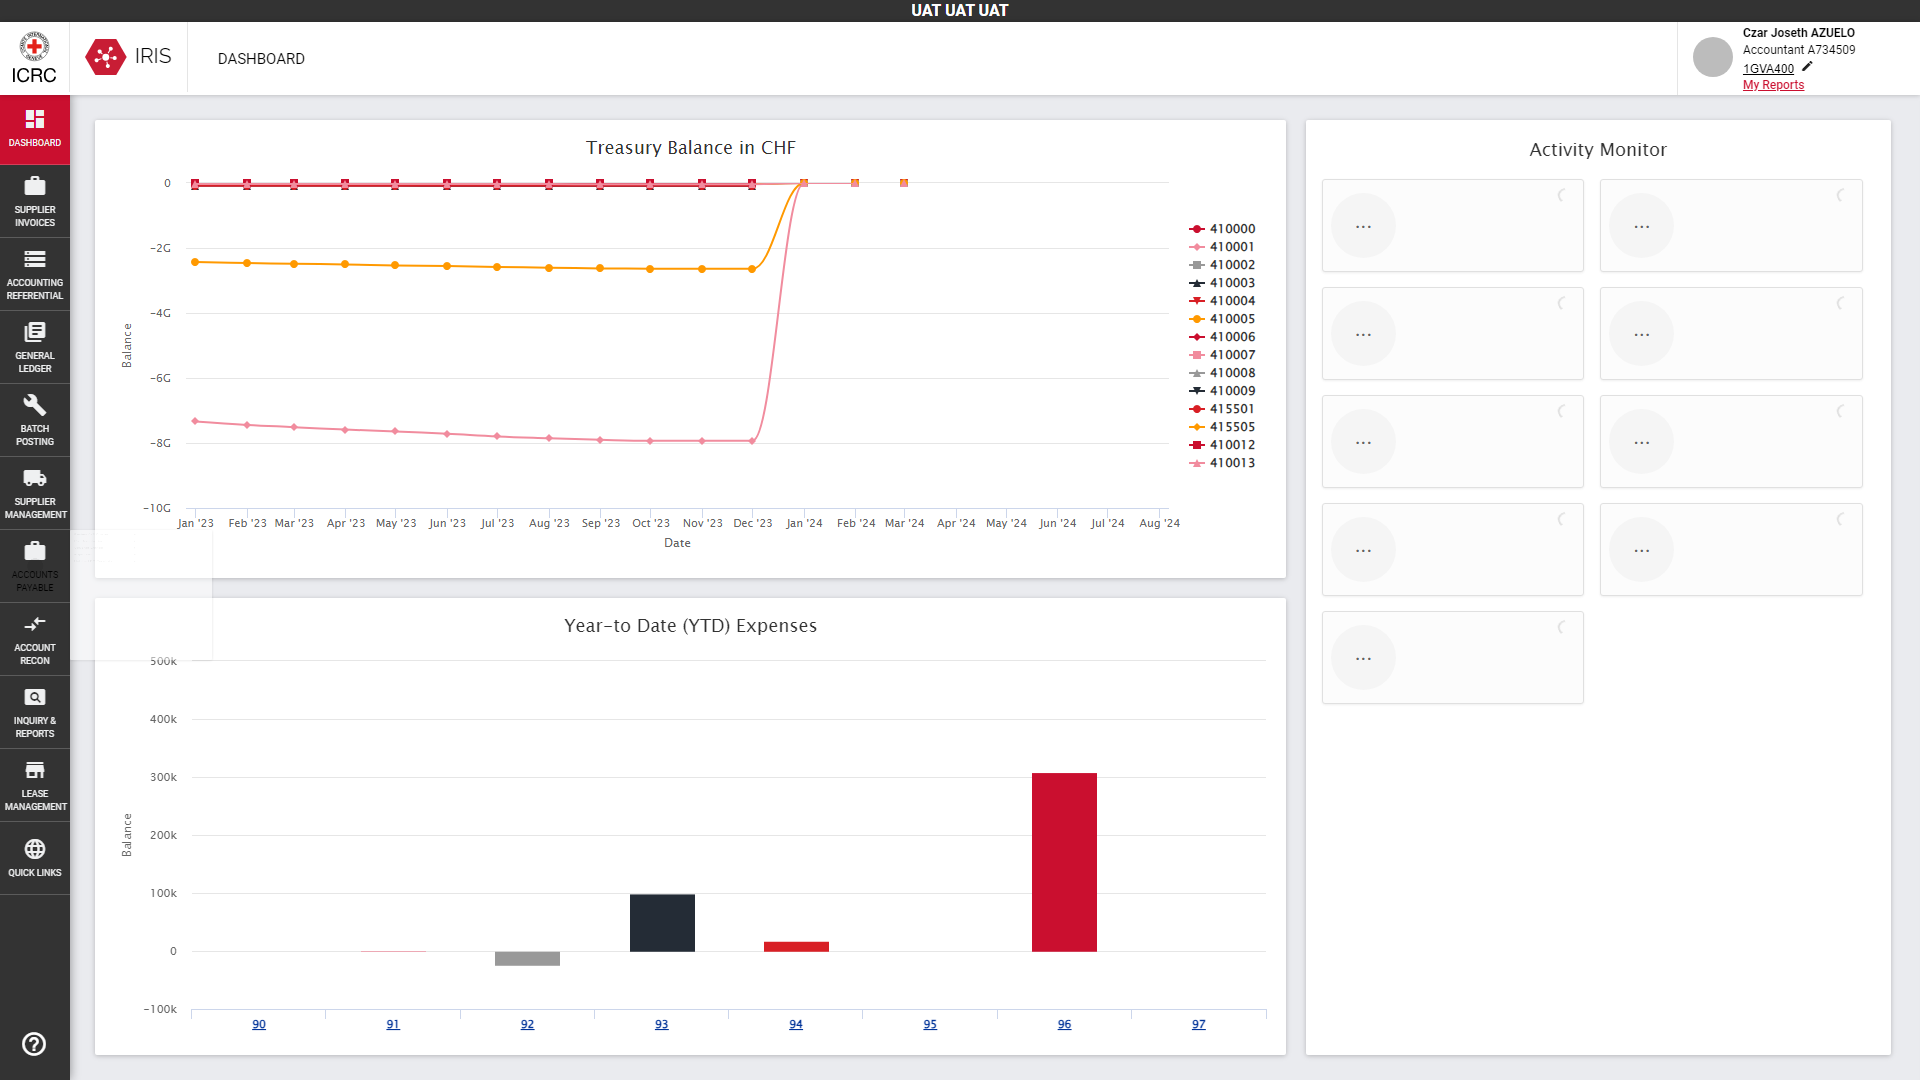 UAT UAT UAT
ICRC
IRIS
DASHBOARD
Czar Joseth AZUELO
Accountant A734509
1GVA400
My Reports
DASHBOARD
SUPPLIER
INVOICES
ACCOUNTING
REFERENTIAL
GENERAL
LEDGER
BATCH
POSTING
SUPPLIER
MANAGEMENT
ACCOUNTS
PAYABLE
ACCOUNT
RECON
INQUIRY &
REPORTS
LEASE
MANAGEMENT
QUICK LINKS
Treasury Balance in CHF
Balance
0
-2G
-4G
-6G
-8G
-10G
Jan '23 Feb '23 Mar '23 Apr '23 May '23 Jun '23 Jul '23 Aug '23 Sep '23 Oct '23 Nov '23 Dec '23 Jan '24 Feb '24 Mar '24 Apr '24 May '24 Jun '24 Jul '24 Aug '24
Date
410000
410001
410002
410003
410004
410005
410006
410007
410008
410009
415501
415505
410012
410013
Year-to Date (YTD) Expenses
Balance
500k
400k
300k
200k
100k
0
-100k
90 91 92 93 94 95 96 97
Activity Monitor
... ...
... ...
... ...
... ...
...